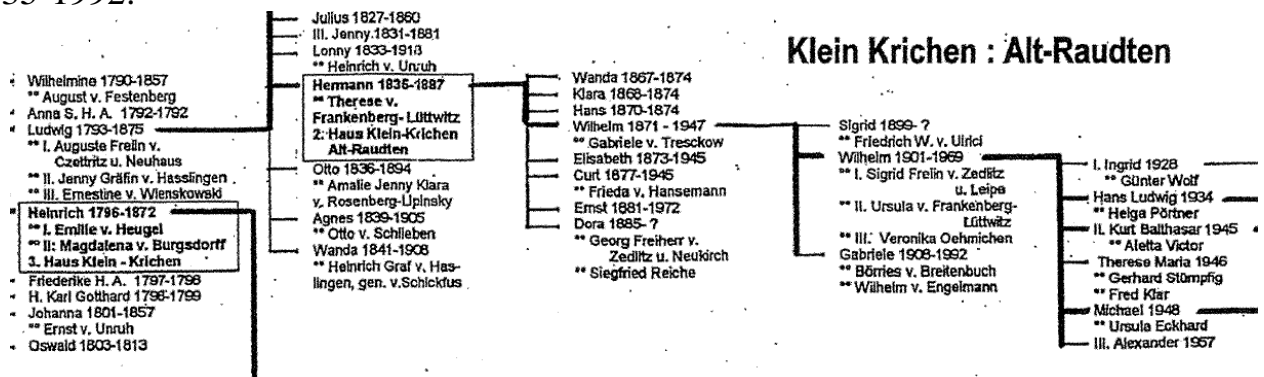 1992.
Klein Krichen : Alt-Raudten
Wilhelmine 1790-1857
** August v. Festenberg
Anna S. H. A. 1792-1792
Ludwig 1793-1875
** I. Auguste Freiin v.
Czettritz u. Neuhaus
** II. Jenny Gräfin v. Hasslingen
** III. Ernestine v. Wienskowski
Heinrich 1796-1872
** I. Emilie v. Heugel
** II: Magdalena v. Burgsdorff
3. Haus Klein - Krichen
Friederike H. A. 1797-1798
H. Karl Gotthard 1798-1799
Johanna 1801-1857
** Ernst v. Unruh
Oswald 1803-1813
Julius 1827-1860
III. Jenny.1831-1881
Lonny 1833-1918
** Heinrich v. Unruh
Hermann 1835-1887
** Therese v.
Frankenberg- Lüttwitz
2: Haus Klein-Krichen
Alt-Raudten
Otto 1836-1894
** Amalie Jenny Klara
v. Rosenberg-Lipinsky
Agnes 1839-1905
** Otto v. Schlieben
Wanda 1841-1908
** Heinrich Graf v. Has-
lingen, gen. v.Schickfus
Wanda 1867-1874
Klara 1868-1874
Hans 1870-1874
Wilhelm 1871 - 1947
** Gabriele v. Tresckow
Elisabeth 1873-1945
Curt 1877-1945
** Frieda v. Hansemann
Ernst 1881-1972
Dora 1885- ?
** Georg Freiherr v.
Zedlitz u. Neukirch
** Siegfried Reiche
Sigrid 1899- ?
** Friedrich W. v. Ulrici
Wilhelm 1901-1969
** I. Sigrid Freiin v. Zedlitz
u. Leipe
** II. Ursula v. Frankenberg-
Lüttwitz
** III. Veronika Oehmichen
Gabriele 1908-1992
** Börries v. Breitenbuch
** Wilhelm v. Engelmann
I. Ingrid 1928
** Günter Wolf
Hans Ludwig 1934
** Helga Pörtner
II. Kurt Balthasar 1945
** Aletta Victor
Therese Maria 1946
** Gerhard Stümpfig
** Fred Klar
Michael 1948
** Ursula Eckhard
III. Alexander 1957